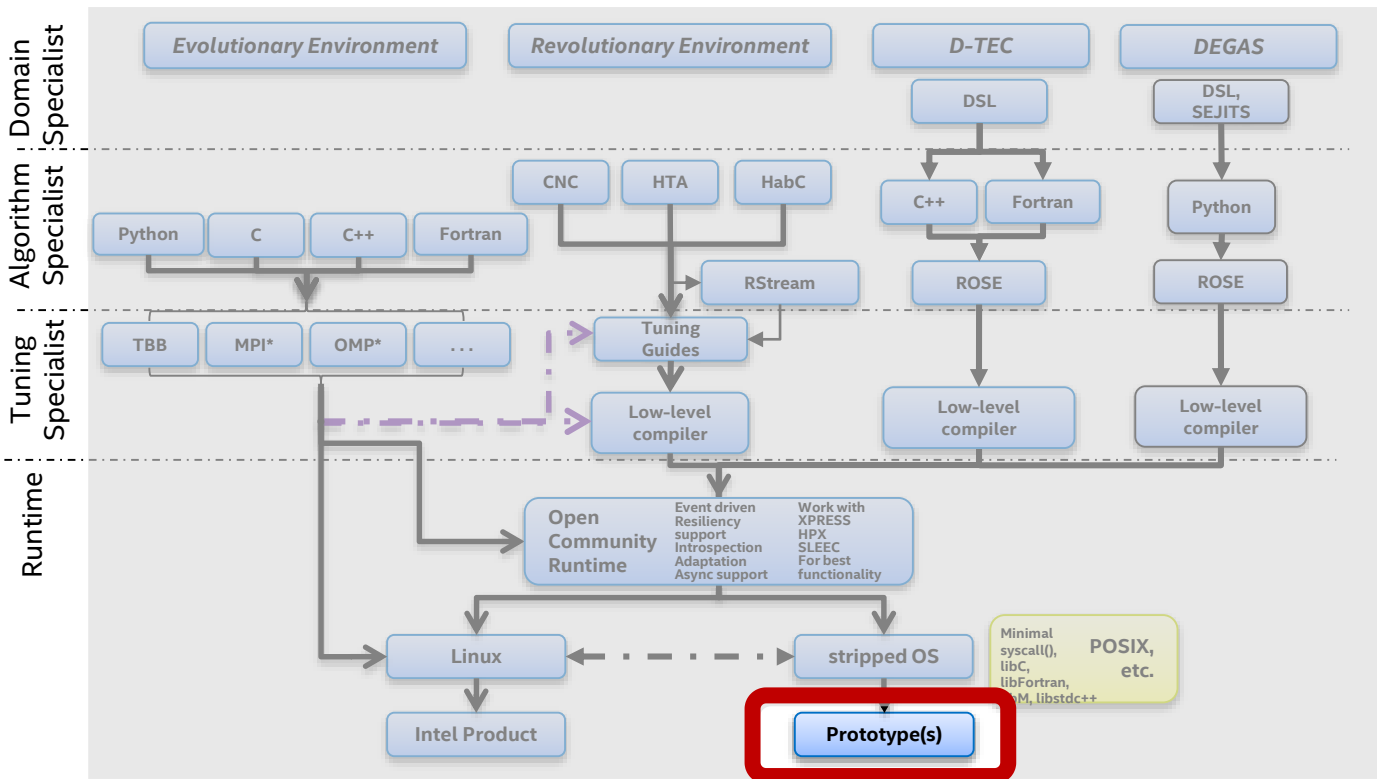 Evolutionary Environment
Revolutionary Environment
D-TEC
DEGAS
Domain
Specialist
DSL
DSL,
SEJITS
Algorithm
Specialist
CNC
HTA
HabC
C++
Fortran
Python
Python
C
C++
Fortran
RStream
ROSE
ROSE
Tuning
Specialist
TBB
MPI*
OMP*
...
Tuning
Guides
Low-level
compiler
Low-level
compiler
Low-level
compiler
Runtime
Open
Community
Runtime
Event driven
Resiliency
support
Introspection
Adaptation
Async support
Work with
XPRESS
HPX
SLEEC
For best
functionality
Linux
stripped OS
Minimal
syscall(),
libC,
libFortran,
libstdc++
POSIX,
etc.
Intel Product
Prototype(s)